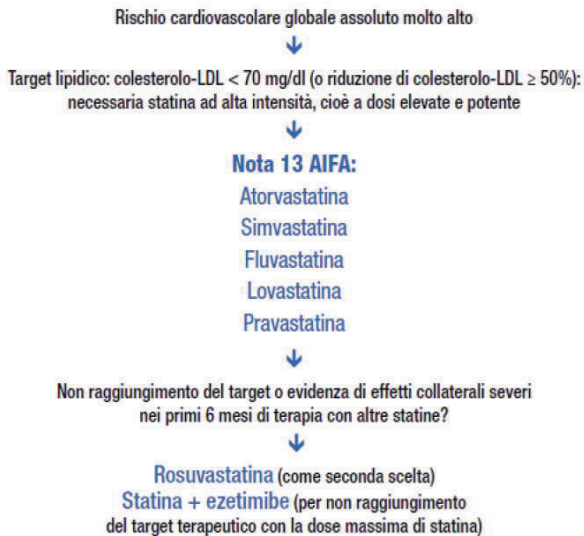 Rischio cardiovascolare globale assoluto molto alto
Target lipidico: colesterolo-LDL < 70 mg/dl (o riduzione di colesterolo-LDL ≥ 50%):
necessaria statina ad alta intensità, cioè a dosi elevate e potente
Nota 13 AIFA:
Atorvastatina
Simvastatina
Fluvastatina
Lovastatina
Pravastatina
Non raggiungimento del target o evidenza di effetti collaterali severi
nei primi 6 mesi di terapia con altre statine?
Rosuvastatina (come seconda scelta)
Statina + ezetimibe (per non raggiungimento
del target terapeutico con la dose massima di statina)